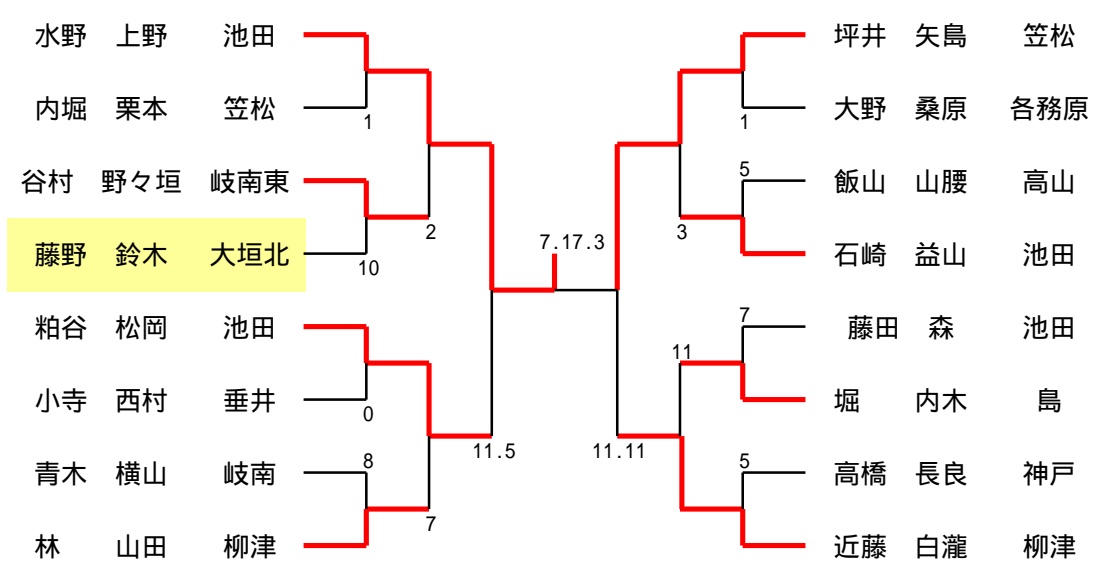 水野 上野 池田
内堀 栗本 笠松
1
谷村 野々垣 岐南東
2
藤野 鈴木 大垣北
10
粕谷 松岡 池田
小寺 西村 垂井
0
青木 横山 岐南
8
7
林 山田 柳津
11.5
7.17.3
11.11
坪井 矢島 笠松
大野 桑原 各務原
1
5
飯山 山腰 高山
3
石崎 益山 池田
7
藤田 森 池田
11
堀 内木 島
5
高橋 長良 神戸
近藤 白瀧 柳津